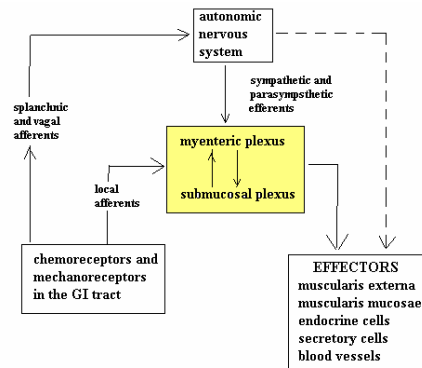 autonomic
nervous
system
splanchnic
and vagal
afferents
sympathetic and
parasympsthetic
efferents
myenteric plexus
submucosal plexus
local
afferents
chemoreceptors and
mechanoreceptors
in the GI tract
EFFECTORS
muscularis externa
muscularis mucosae
endocrine cells
secretory cells
blood vessels